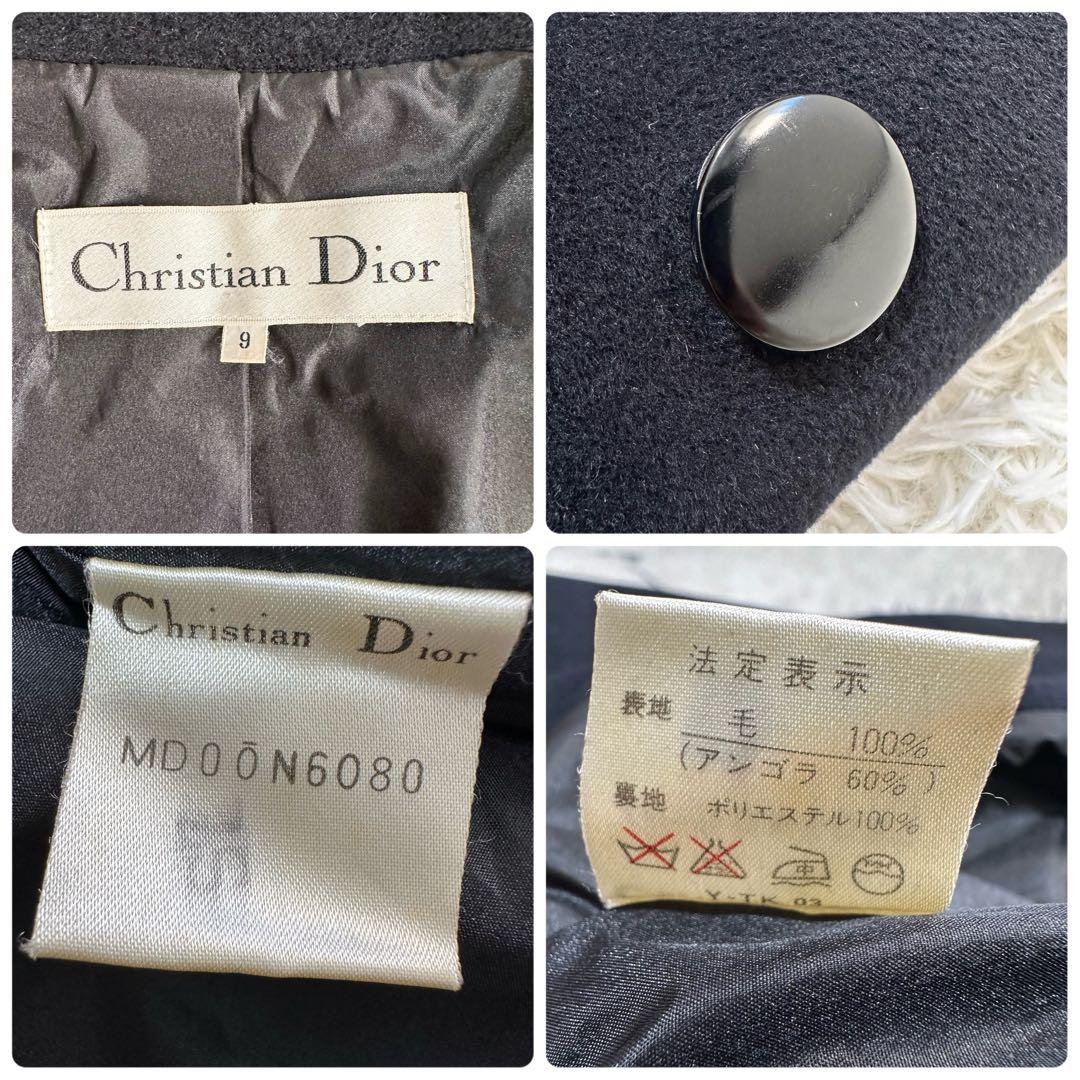 Christian Dior
9
Christian Dior
MD00N6080
法定表示
表地 毛 100%
(アンゴラ 60%)
裏地 ポリエステル100%
中
Y-TK 03